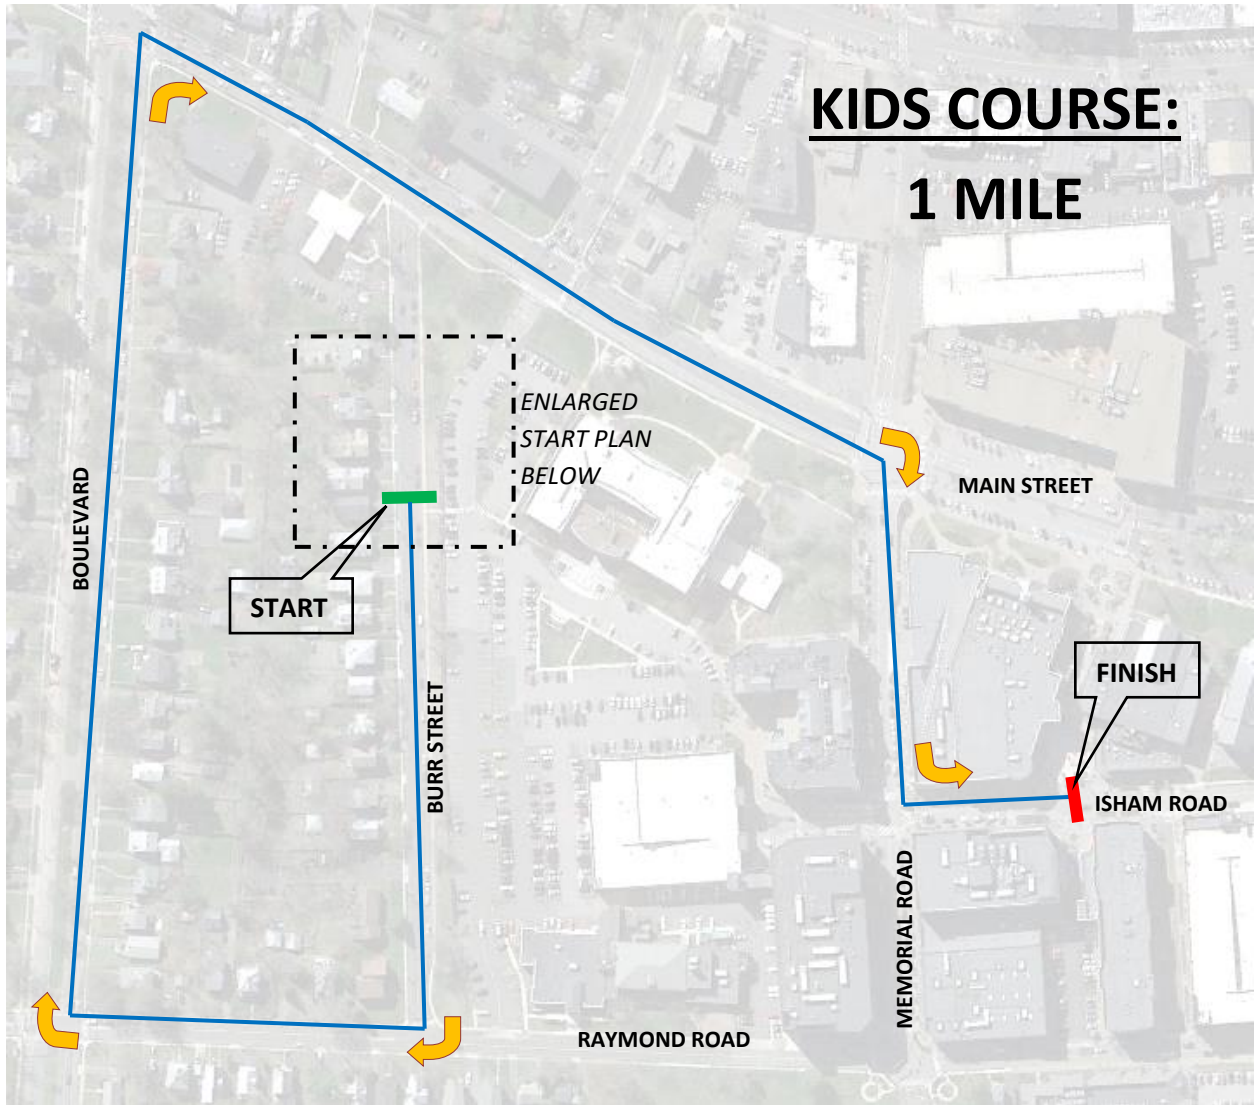 KIDS COURSE:
1 MILE
ENLARGED
START PLAN
BELOW
MAIN STREET
BOULEVARD
START
BURR STREET
FINISH
ISHAM ROAD
MEMORIAL ROAD
RAYMOND ROAD